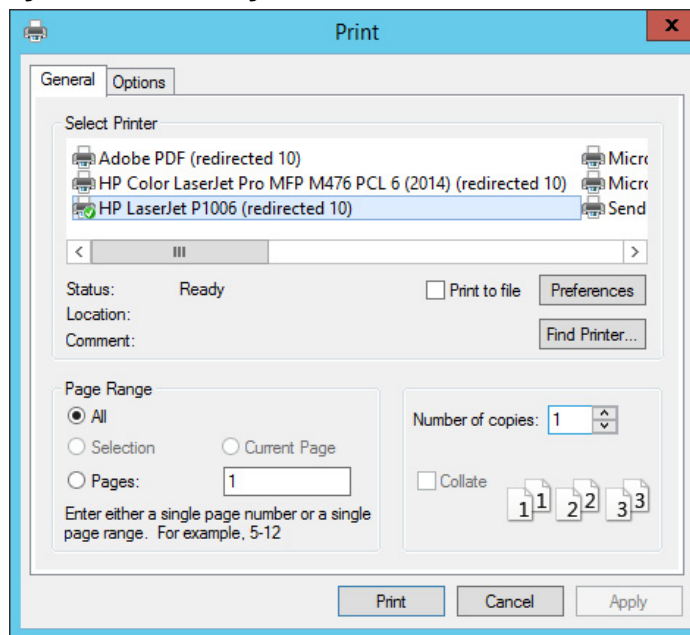 Print
x
General Options
Select Printer
Adobe PDF (redirected 10) Micro
HP Color LaserJet Pro MFP M476 PCL 6 (2014) (redirected 10) Micro
HP LaserJet P1006 (redirected 10) Send
Status: Ready Print to file Preferences
Location:
Comment: Find Printer...
Page Range
All Number of copies: 1
Selection Current Page
Pages: 1 Collate 1 1 2 2 3 3
Enter either a single page number or a single
page range. For example, 5-12
Print Cancel Apply